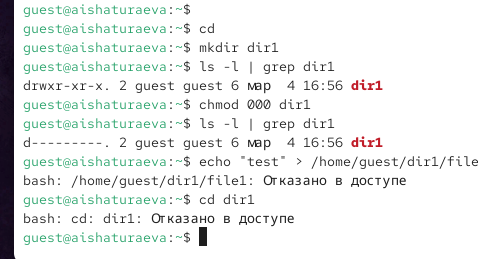 guest@aishaturaeva:~$
guest@aishaturaeva:~$ cd
guest@aishaturaeva:~$ mkdir dir1
guest@aishaturaeva:~$ ls -l | grep dir1
drwxr-xr-x. 2 guest guest 6 мар  4 16:56 dir1
guest@aishaturaeva:~$ chmod 000 dir1
guest@aishaturaeva:~$ ls -l | grep dir1
d---------. 2 guest guest 6 мар  4 16:56 dir1
guest@aishaturaeva:~$ echo "test" > /home/guest/dir1/file
bash: /home/guest/dir1/file1: Отказано в доступе
guest@aishaturaeva:~$ cd dir1
bash: cd: dir1: Отказано в доступе
guest@aishaturaeva:~$